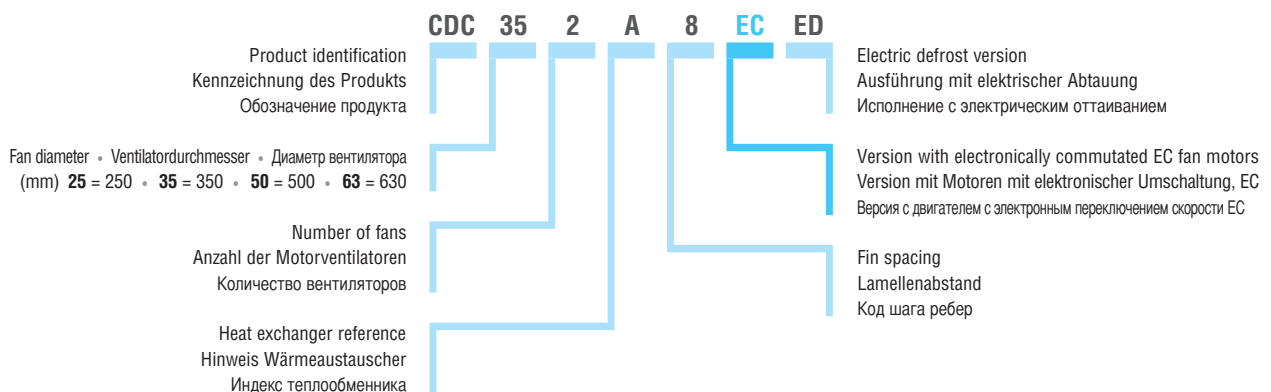 CDC 35 2 A 8 EC ED
Product identification
Kennzeichnung des Produkts
Обозначение продукта
Fan diameter • Ventilatordurchmesser • Диаметр вентилятора
(mm) 25 = 250 • 35 = 350 • 50 = 500 • 63 = 630
Number of fans
Anzahl der Motorventilatoren
Количество вентиляторов
Heat exchanger reference
Hinweis Wärmeaustauscher
Индекс теплообменника
Electric defrost version
Ausführung mit elektrischer Abtauung
Исполнение с электрическим оттаиванием
Version with electronically commutated EC fan motors
Version mit Motoren mit elektronischer Umschaltung, EC
Версия с двигателем с электронным переключением скорости EC
Fin spacing
Lamellenabstand
Код шага ребер